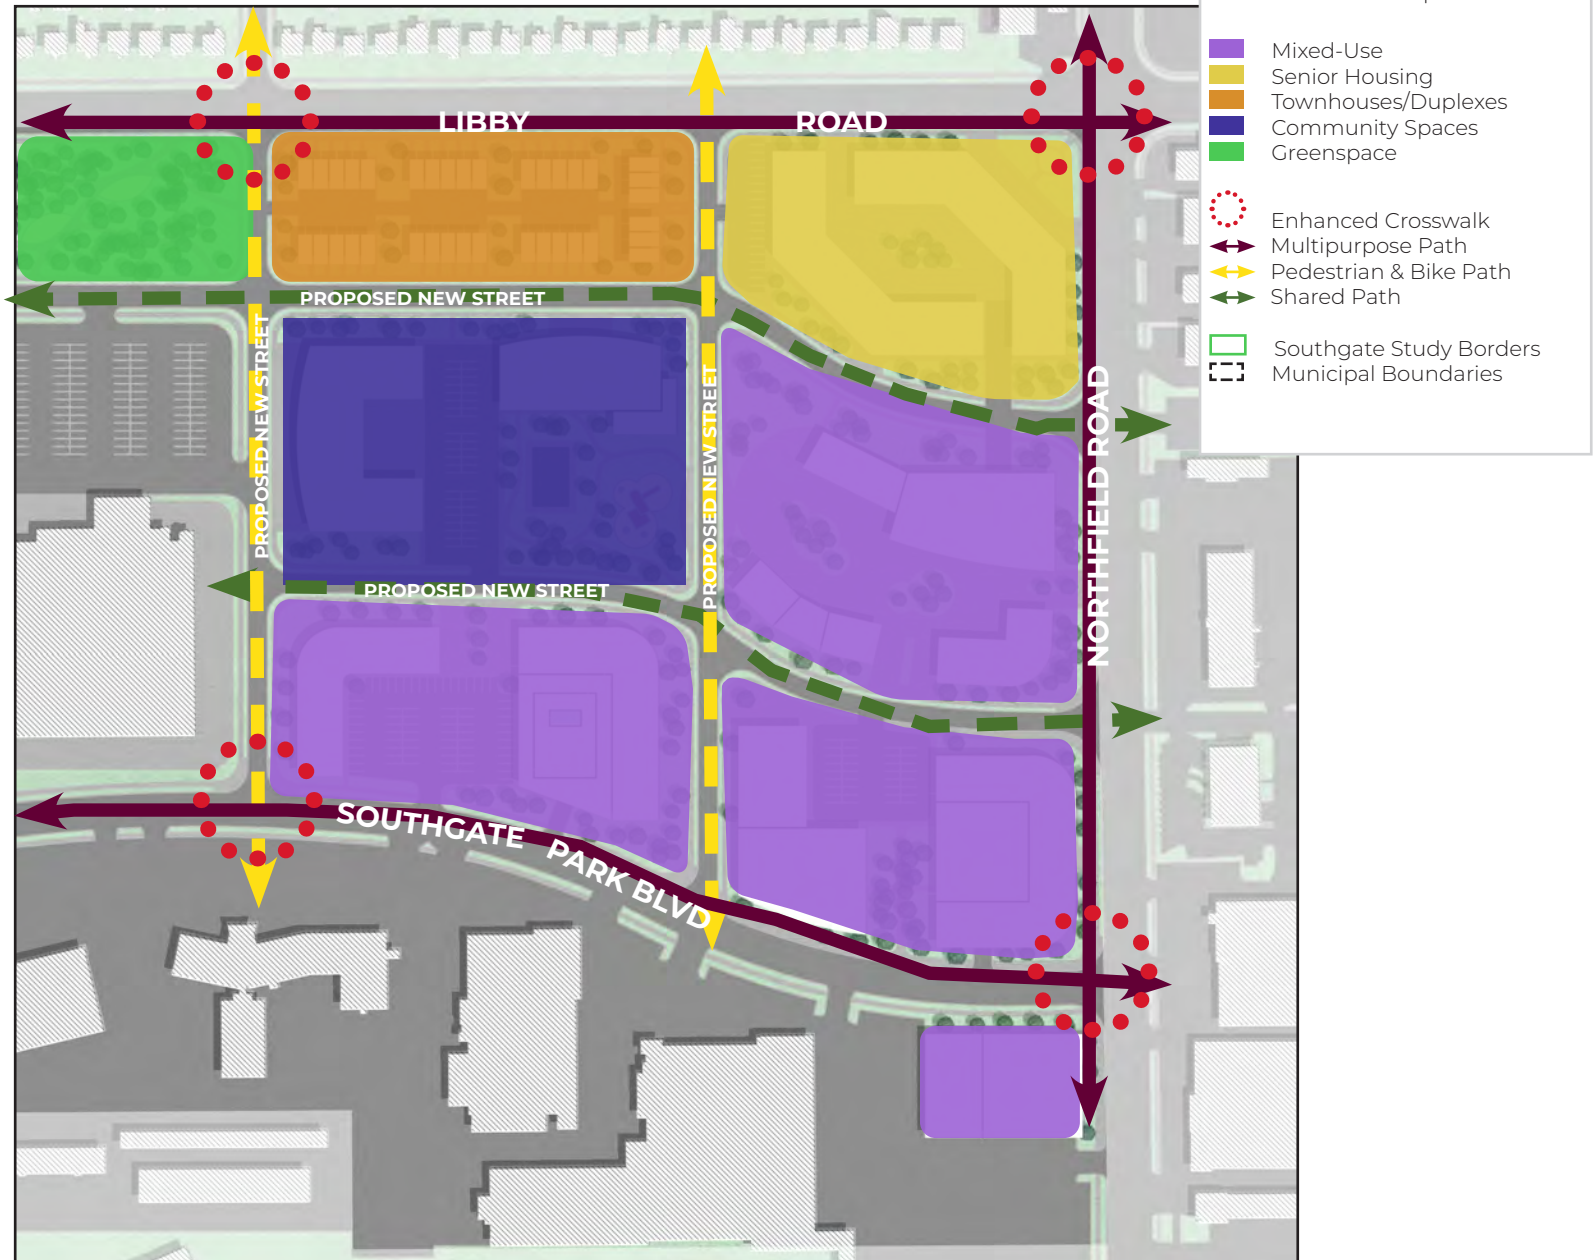 Mixed-Use
Senior Housing
Townhouses/Duplexes
Community Spaces
Greenspace
Enhanced Crosswalk
Multipurpose Path
Pedestrian & Bike Path
Shared Path
Southgate Study Borders
Municipal Boundaries
LIBBY ROAD
PROPOSED NEW STREET
PROPOSED NEW STREET
PROPOSED NEW STREET
NORTHFIELD ROAD
PROPOSED NEW STREET
SOUTHGATE PARK BLVD